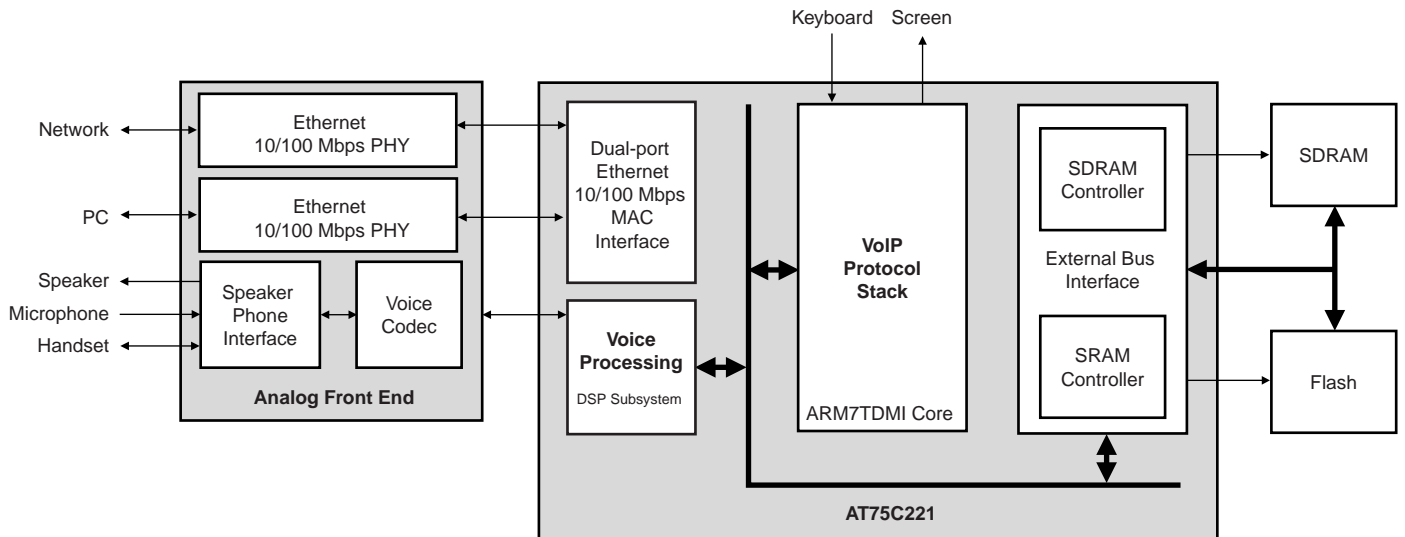 Keyboard Screen
Network
Ethernet
10/100 Mbps PHY
PC
Ethernet
10/100 Mbps PHY
Speaker
Microphone
Handset
Speaker
Phone
Interface
Voice
Codec
Analog Front End
Dual-port
Ethernet
10/100 Mbps
MAC
Interface
Voice
Processing
DSP Subsystem
VoIP
Protocol
Stack
ARM7TDMI Core
SDRAM
Controller
External Bus
Interface
SRAM
Controller
SDRAM
Flash
AT75C221